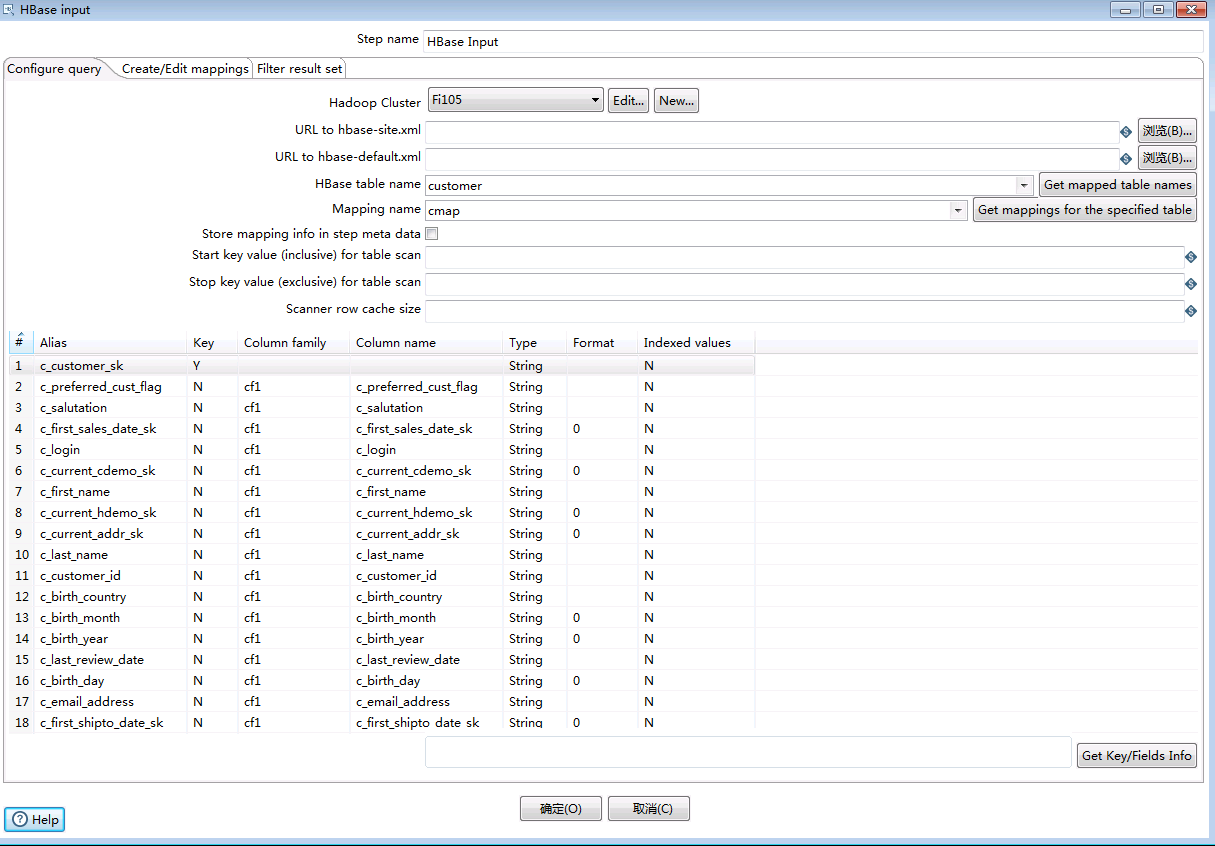 HBase input
Step name HBase Input
Configure query Create/Edit mappings Filter result set
Hadoop Cluster Fi105 Edit... New...
URL to hbase-site.xml 浏览(B)...
URL to hbase-default.xml 浏览(B)...
HBase table name customer Get mapped table names
Mapping name cmap Get mappings for the specified table
Store mapping info in step meta data
Start key value (inclusive) for table scan
Stop key value (exclusive) for table scan
Scanner row cache size
# Alias Key Column family Column name Type Format Indexed values
1 c_customer_sk Y String N
2 c_preferred_cust_flag N cf1 c_preferred_cust_flag String N
3 c_salutation N cf1 c_salutation String N
4 c_first_sales_date_sk N cf1 c_first_sales_date_sk String 0 N
5 c_login N cf1 c_login String N
6 c_current_cdemo_sk N cf1 c_current_cdemo_sk String 0 N
7 c_first_name N cf1 c_first_name String N
8 c_current_hdemo_sk N cf1 c_current_hdemo_sk String 0 N
9 c_current_addr_sk N cf1 c_current_addr_sk String 0 N
10 c_last_name N cf1 c_last_name String N
11 c_customer_id N cf1 c_customer_id String N
12 c_birth_country N cf1 c_birth_country String N
13 c_birth_month N cf1 c_birth_month String 0 N
14 c_birth_year N cf1 c_birth_year String 0 N
15 c_last_review_date N cf1 c_last_review_date String N
16 c_birth_day N cf1 c_birth_day String 0 N
17 c_email_address N cf1 c_email_address String N
18 c_first_shipto_date_sk N cf1 c_first_shipto_date_sk String 0 N
Get Key/Fields Info
确定(O) 取消(C)
Help